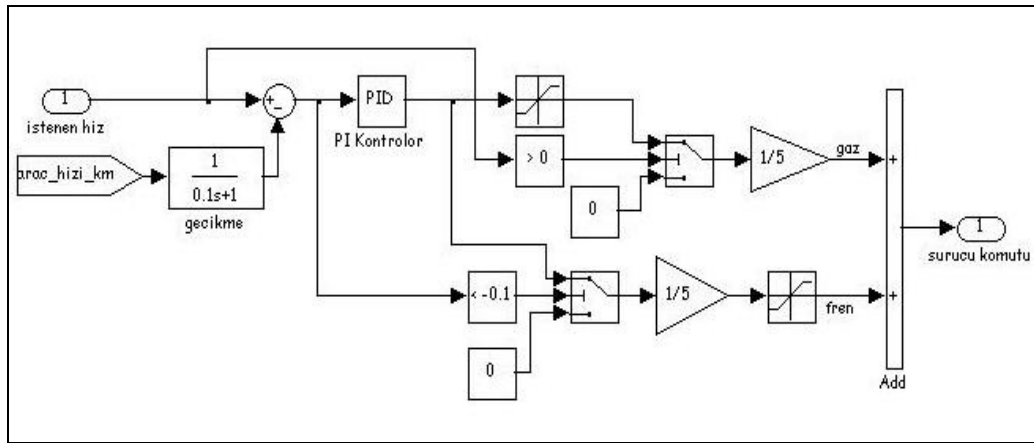 1
istenen hiz
arac_hizi_km
1
0.1s+1
gecikme
+
-
PID
PI Kontrolor
> 0
0
1/5
gaz
< -0.1
0
1/5
fren
+
+
Add
1
surucu komutu